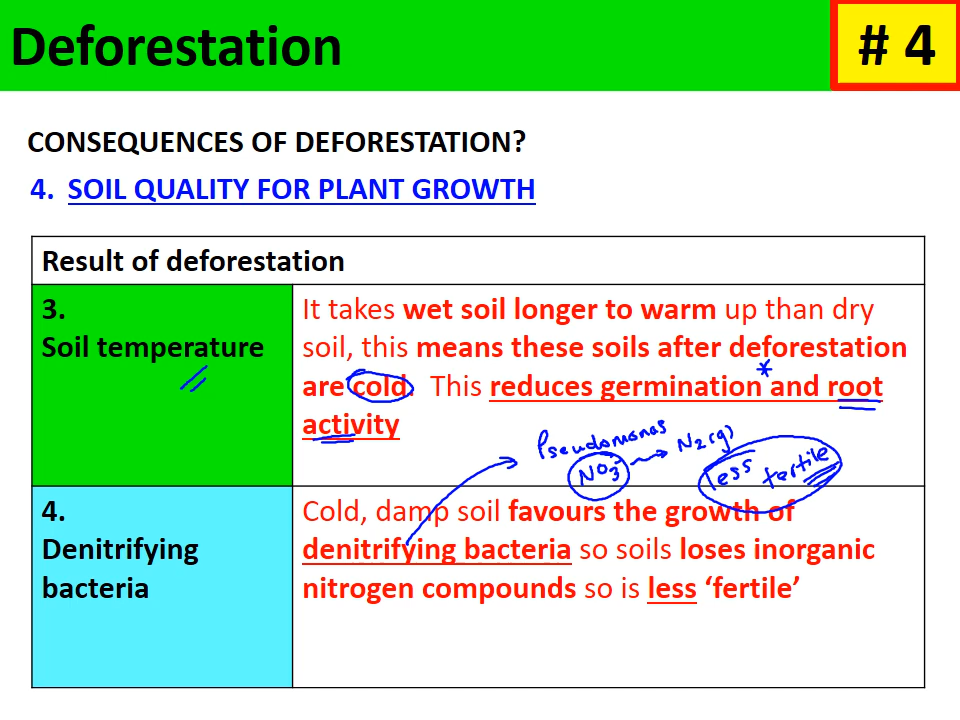 Deforestation
# 4
CONSEQUENCES OF DEFORESTATION?
4. SOIL QUALITY FOR PLANT GROWTH
Result of deforestation
3.
Soil temperature
It takes wet soil longer to warm up than dry
soil, this means these soils after deforestation
are cold. This reduces germination * and root
activity
Pseudomonas
NO3⁻ → N2(g)
less fertile
4.
Denitrifying
bacteria
Cold, damp soil favours the growth of
denitrifying bacteria so soils loses inorganic
nitrogen compounds so is less ‘fertile’